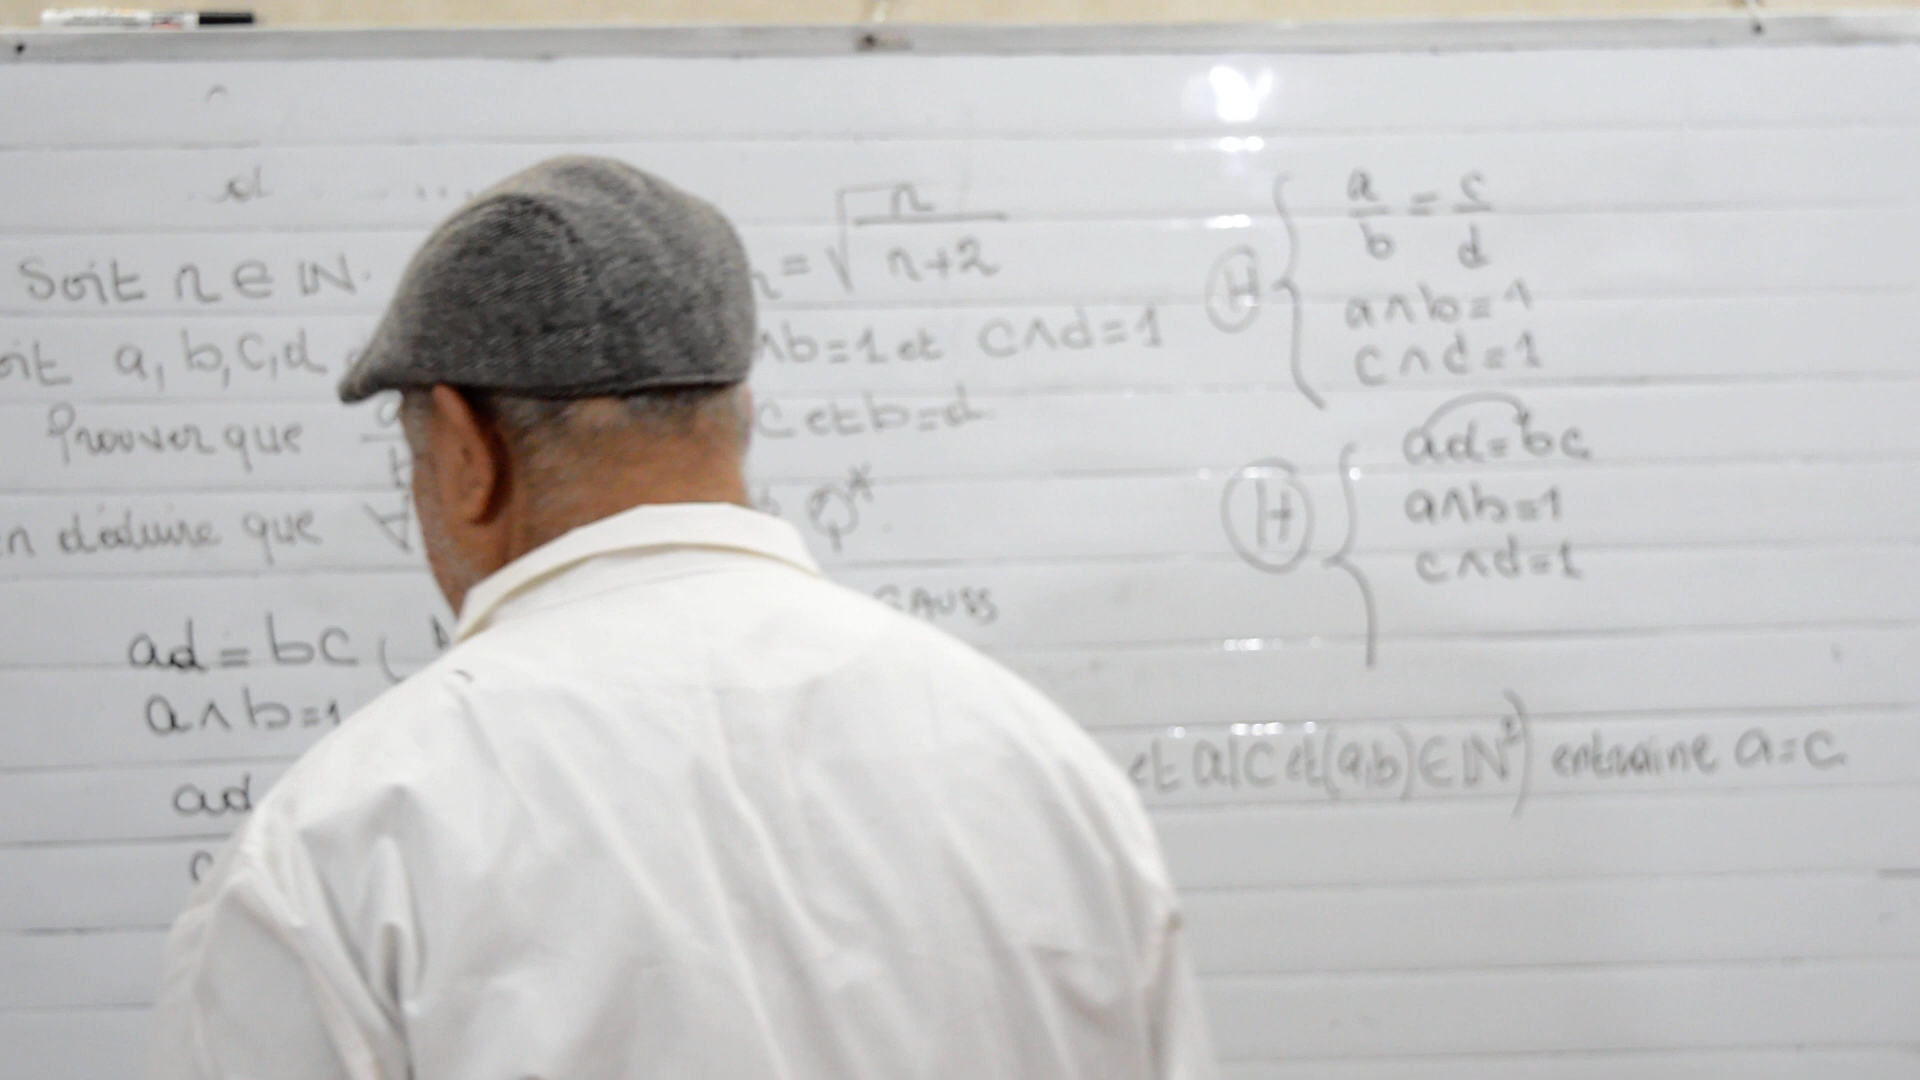 Soit n ∈ IN. n = √(n/(n+2))
oit a, b, c, d ∧b=1 et c∧d=1
Prouver que a/b c et b=d
n déduire que ∀ Q*.
GAUSS
ad = bc (
a∧b=1
ad
H { a/b = c/d
a∧b=1
c∧d=1
H { ad=bc
a∧b=1
c∧d=1
et a|c et (a,b) ∈ IN²) entraine a=c